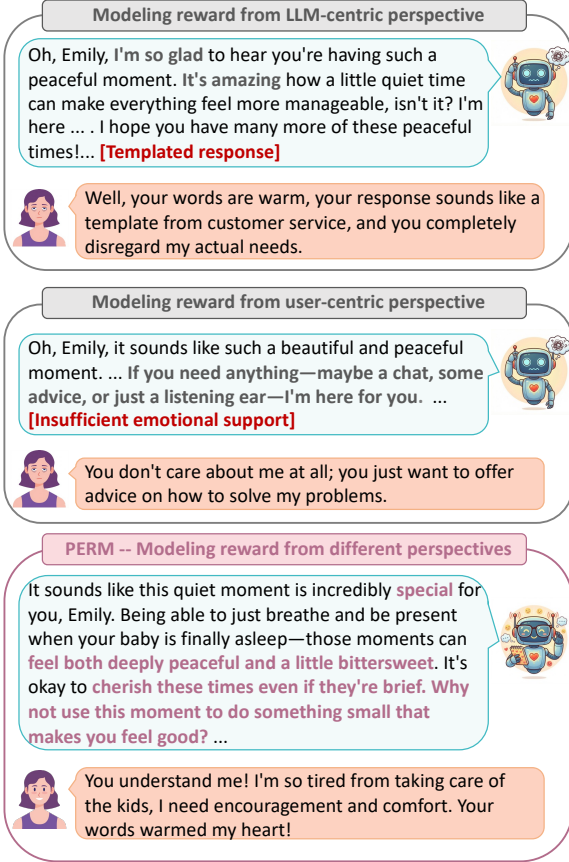 Modeling reward from LLM-centric perspective
Oh, Emily, I'm so glad to hear you're having such a
peaceful moment. It's amazing how a little quiet time
can make everything feel more manageable, isn't it? I'm
here ... . I hope you have many more of these peaceful
times!... [Templated response]
Well, your words are warm, your response sounds like a
template from customer service, and you completely
disregard my actual needs.
Modeling reward from user-centric perspective
Oh, Emily, it sounds like such a beautiful and peaceful
moment. ... If you need anything—maybe a chat, some
advice, or just a listening ear—I'm here for you. ...
[Insufficient emotional support]
You don't care about me at all; you just want to offer
advice on how to solve my problems.
PERM -- Modeling reward from different perspectives
It sounds like this quiet moment is incredibly special for
you, Emily. Being able to just breathe and be present
when your baby is finally asleep—those moments can
feel both deeply peaceful and a little bittersweet. It's
okay to cherish these times even if they're brief. Why
not use this moment to do something small that
makes you feel good? ...
You understand me! I'm so tired from taking care of
the kids, I need encouragement and comfort. Your
words warmed my heart!